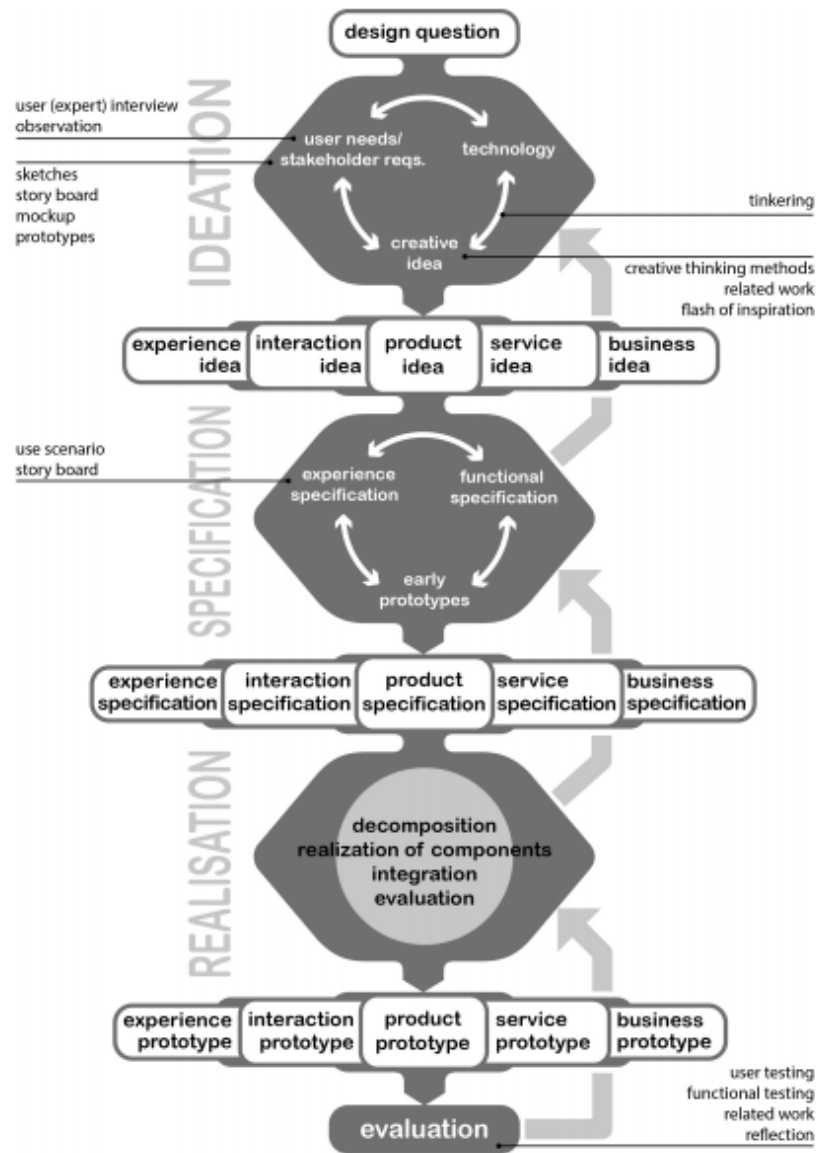 design question
IDEATION
user (expert) interview
observation
sketches
story board
mockup
prototypes
user needs/
stakeholder reqs.
technology
creative
idea
tinkering
creative thinking methods
related work
flash of inspiration
experience
idea
interaction
idea
product
idea
service
idea
business
idea
SPECIFICATION
use scenario
story board
experience
specification
functional
specification
early
prototypes
experience
specification
interaction
specification
product
specification
service
specification
business
specification
REALISATION
decomposition
realization of components
integration
evaluation
experience
prototype
interaction
prototype
product
prototype
service
prototype
business
prototype
evaluation
user testing
functional testing
related work
reflection